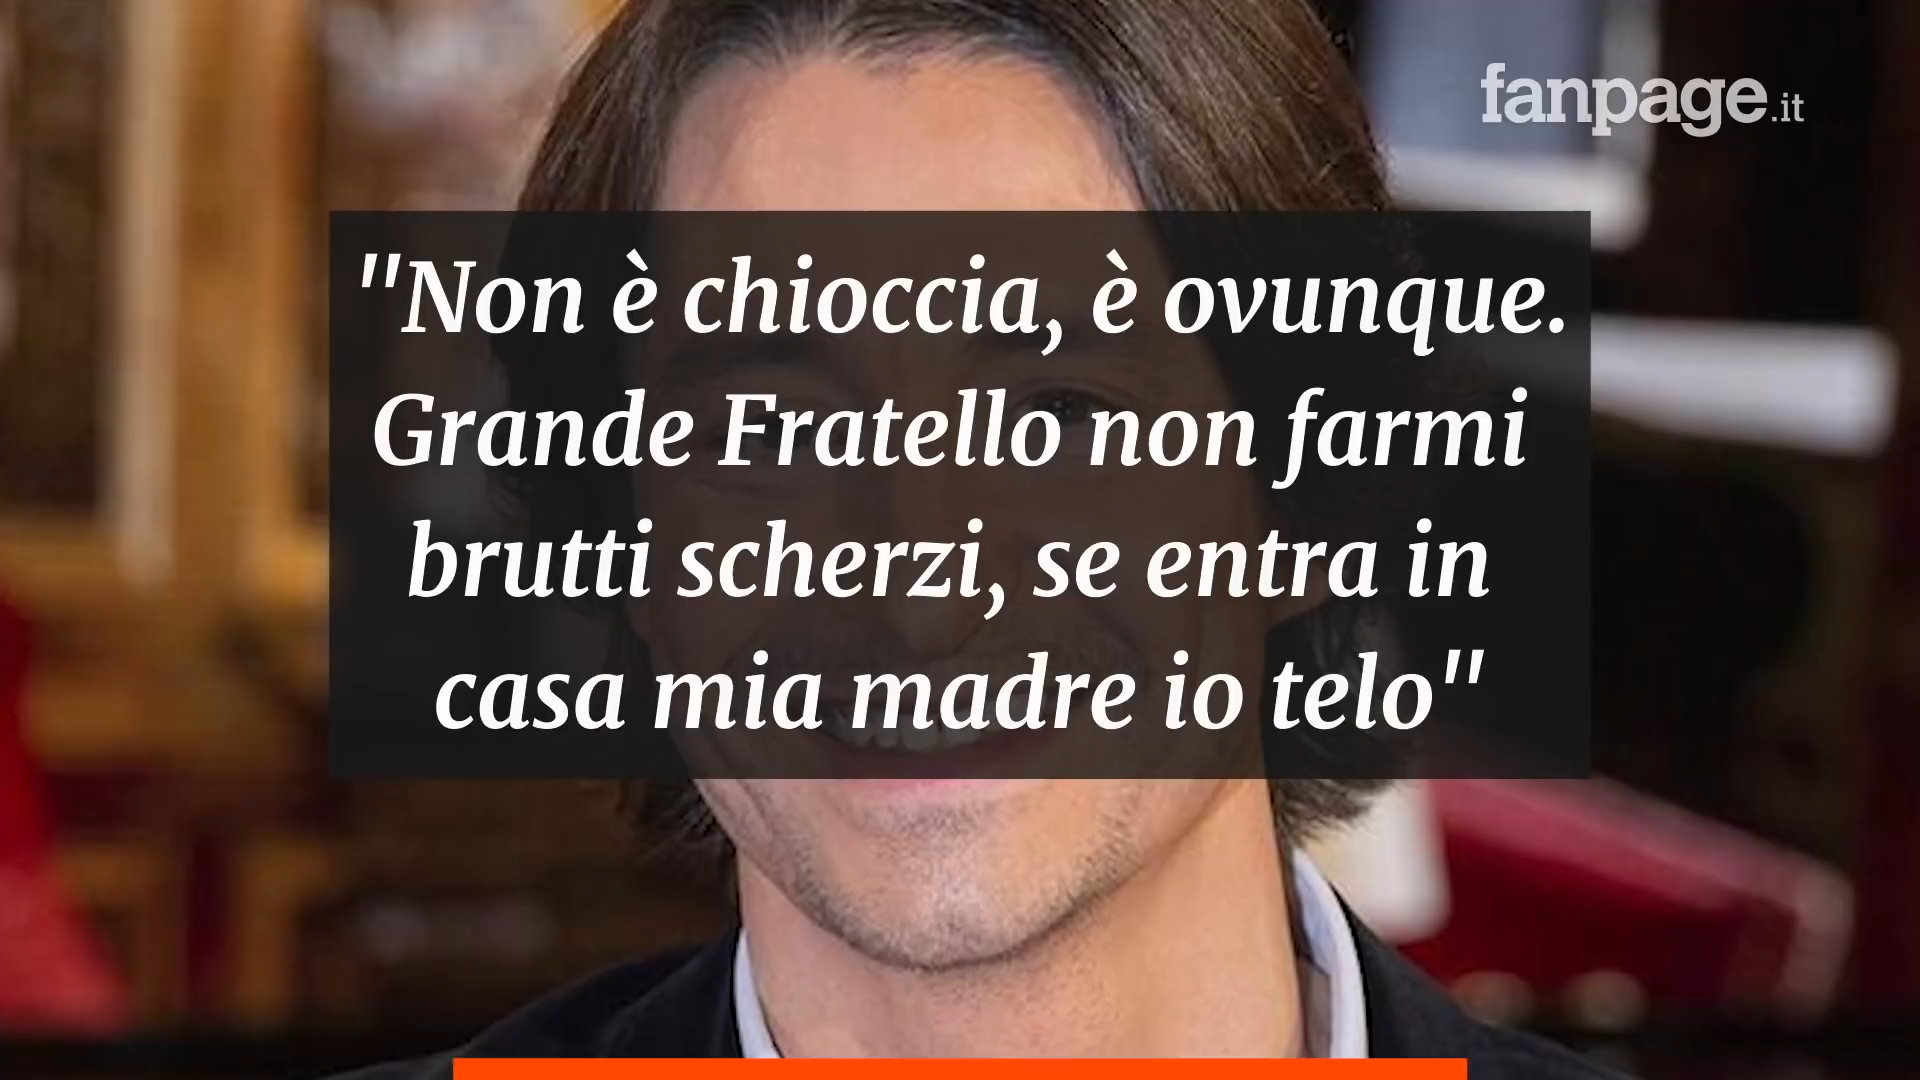 fanpage.it
"Non è chioccia, è ovunque.
Grande Fratello non farmi
brutti scherzi, se entra in
casa mia madre io telo"